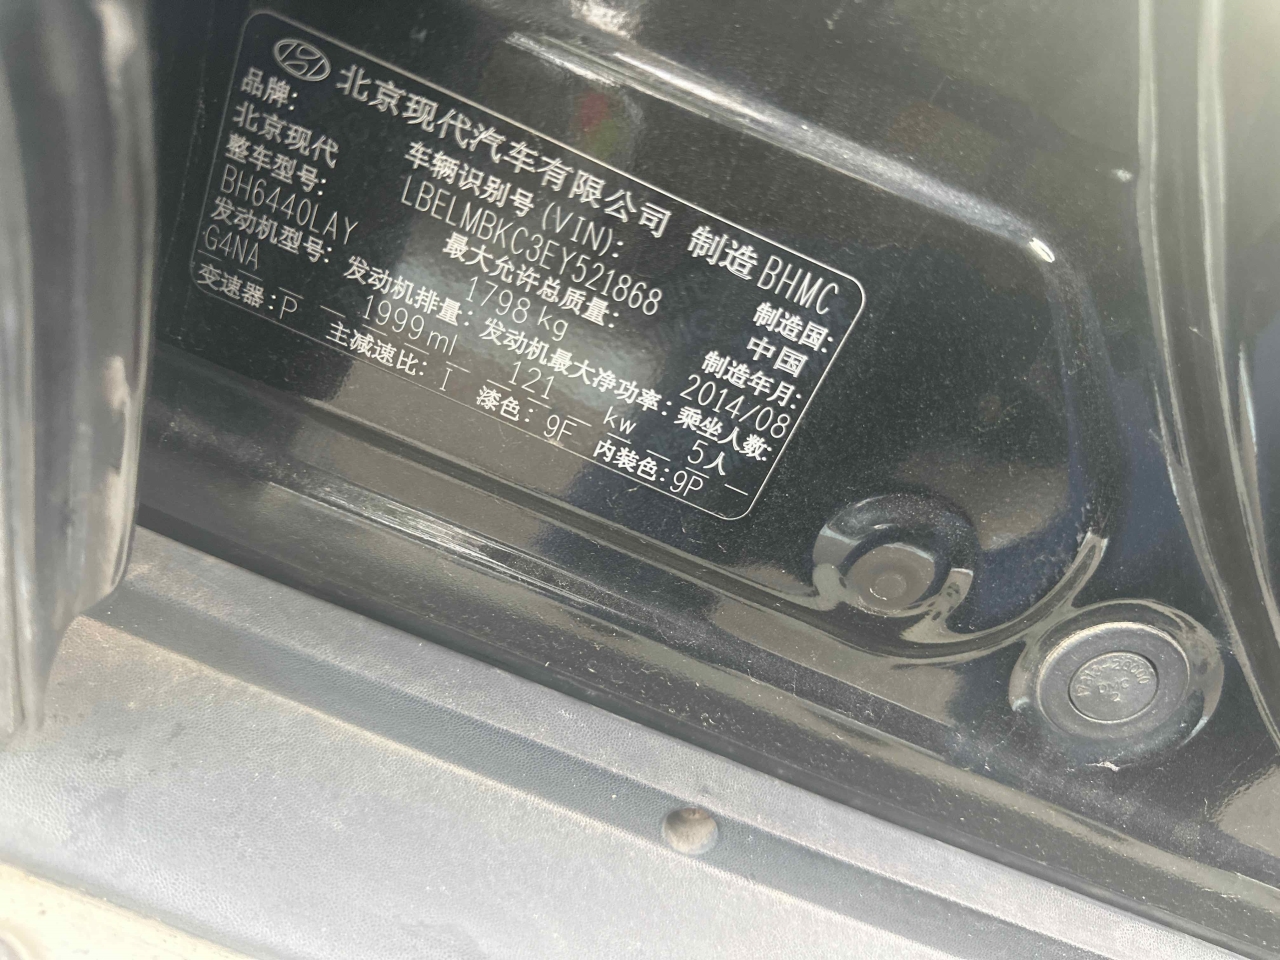 北京现代汽车有限公司 制造 BHMC
品牌: 车辆识别号 (VIN): 制造国:
北京现代 LBELMBKC3EY521868 中国
整车型号: 最大允许总质量: 制造年月:
BH6440LAY 1798 kg 2014/08
发动机型号: 发动机排量: 发动机最大净功率: 乘坐人数:
G4NA 1999 ml 121 kw 5人
变速器: P 主减速比: I 漆色: 9F 内装色: 9P